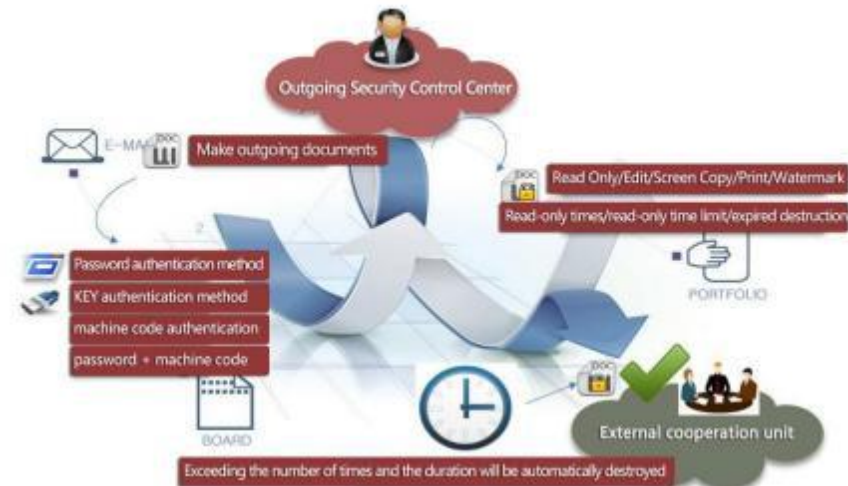 Outgoing Security Control Center
E-MA
DOC
Make outgoing documents
DOC
Read Only/Edit/Screen Copy/Print/Watermark
Read-only times/read-only time limit/expired destruction
2
Password authentication method
KEY authentication method
machine code authentication
password + machine code
PORTFOLIO
DOC
External cooperation unit
BOARD
Exceeding the number of times and the duration will be automatically destroyed